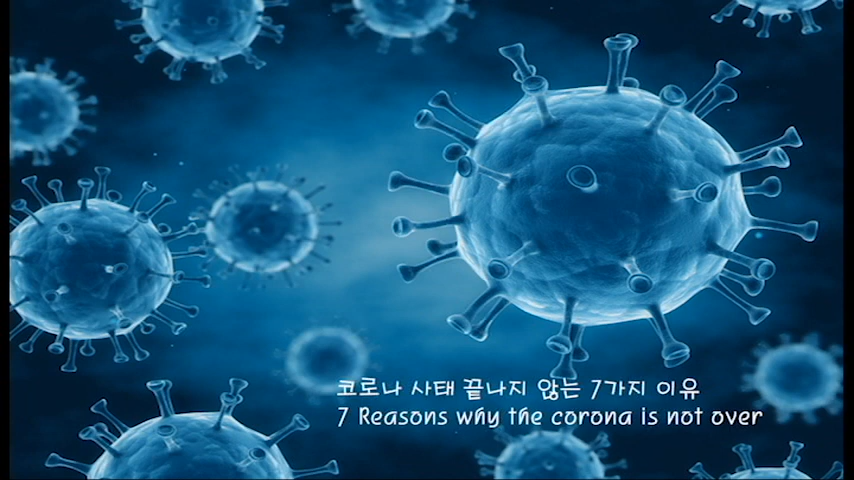 코로나 사태 끝나지 않는 7가지 이유
7 Reasons why the corona is not over